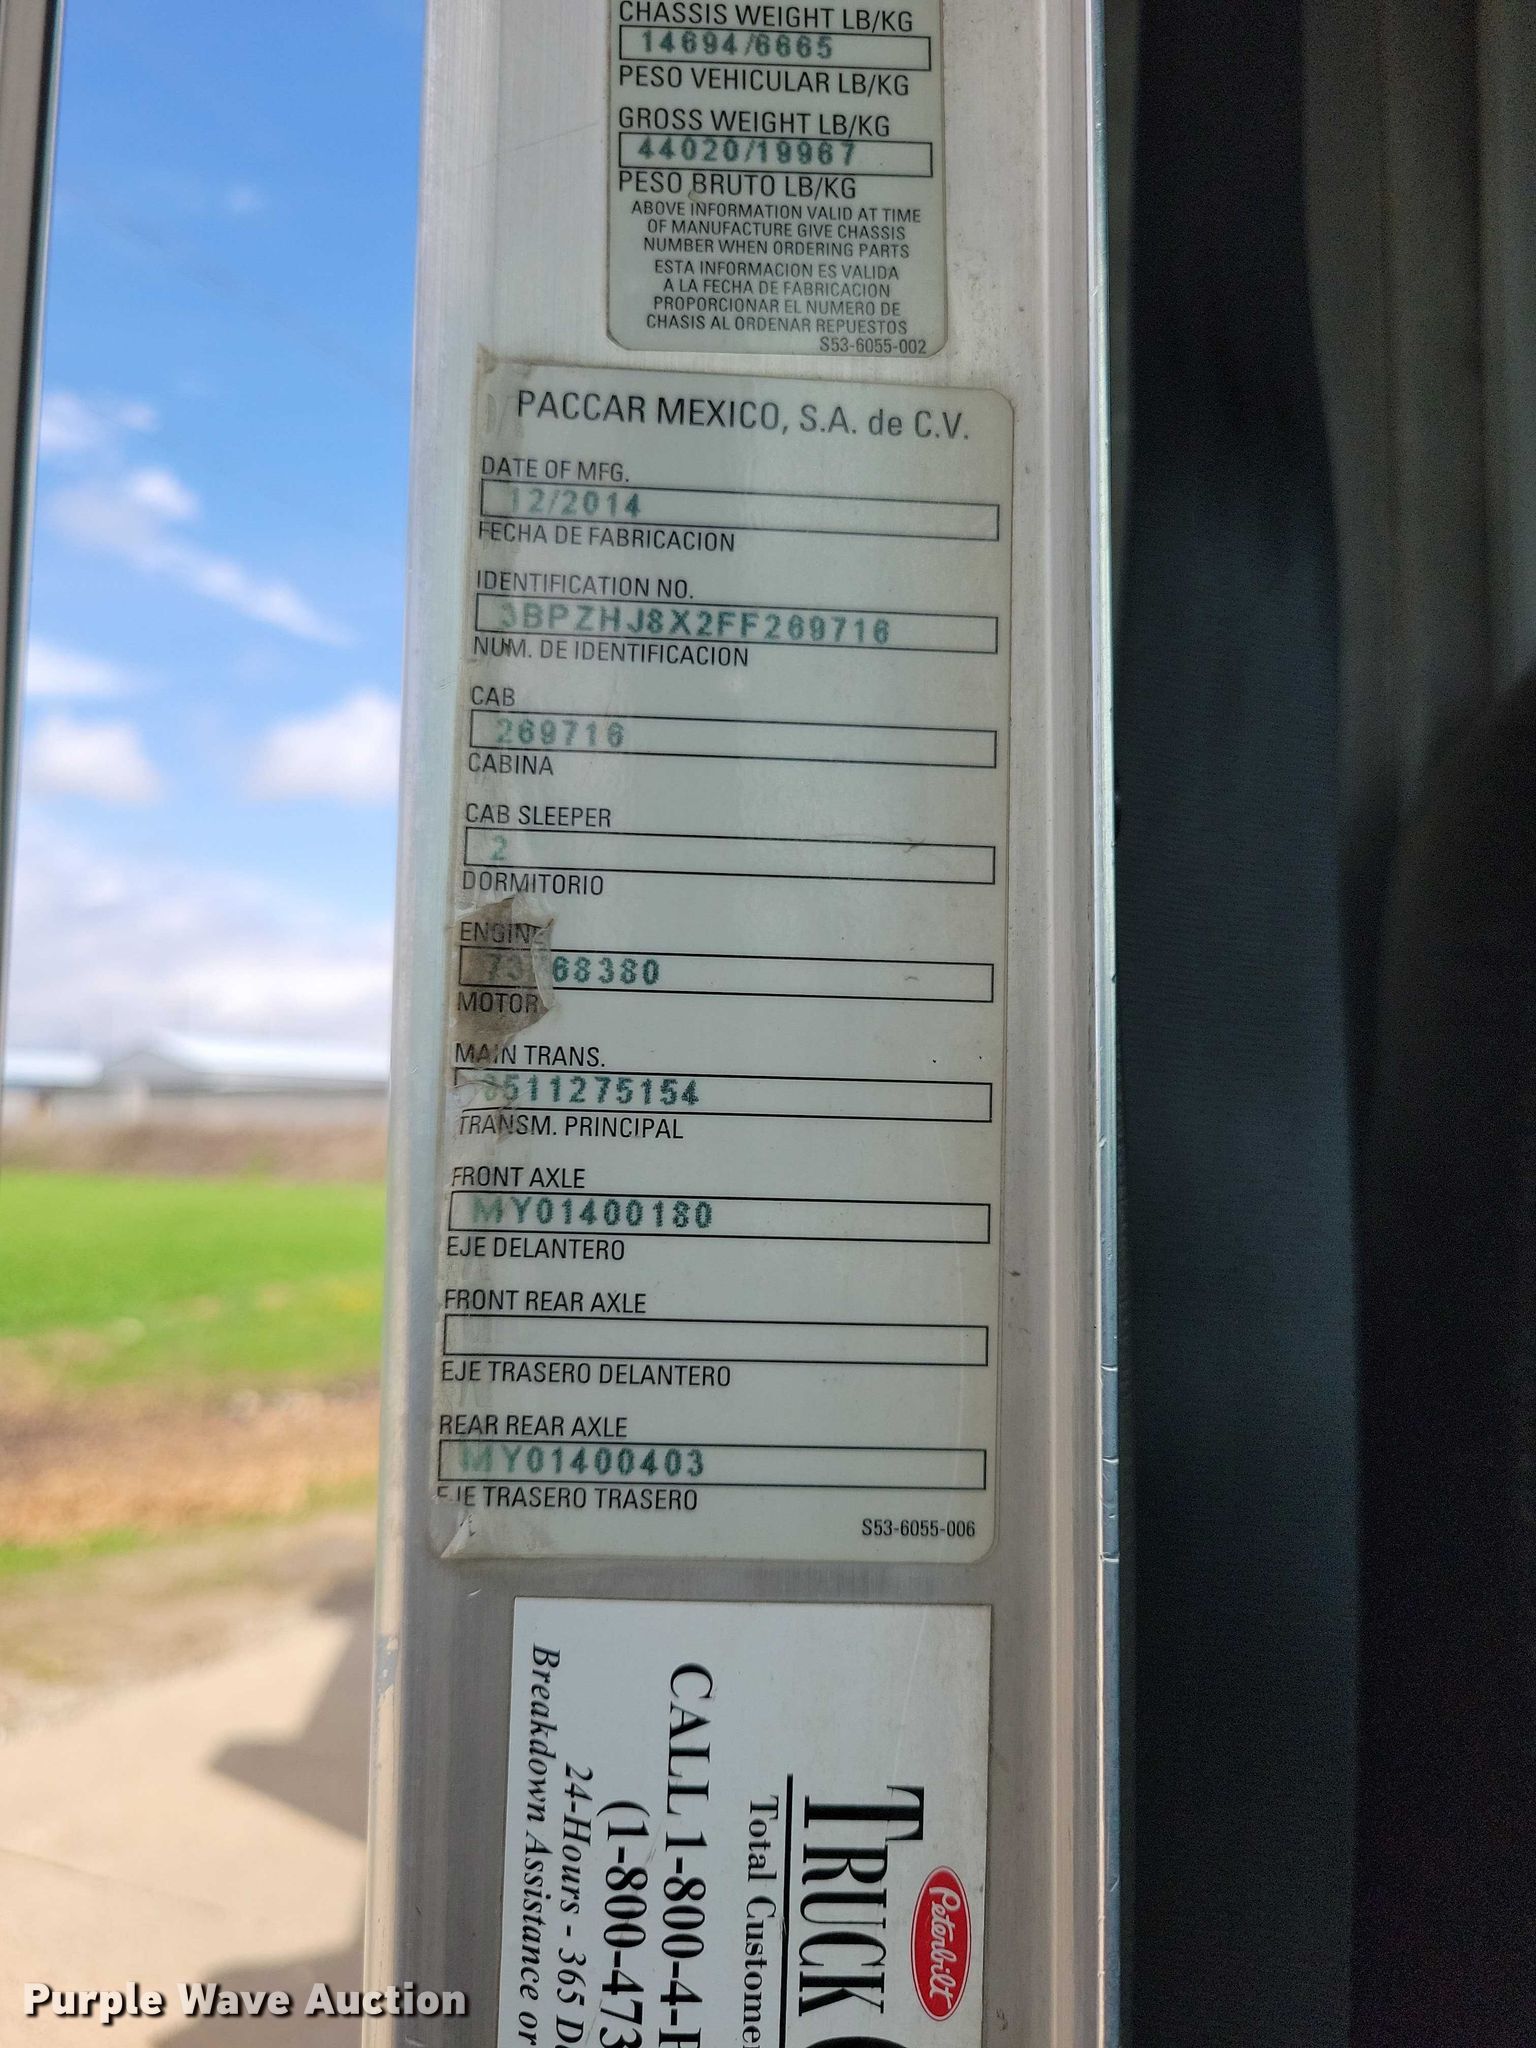 CHASSIS WEIGHT LB/KG
14694/6665
PESO VEHICULAR LB/KG
GROSS WEIGHT LB/KG
44020/19967
PESO BRUTO LB/KG
ABOVE INFORMATION VALID AT TIME
OF MANUFACTURE GIVE CHASSIS
NUMBER WHEN ORDERING PARTS
ESTA INFORMACION ES VALIDA
A LA FECHA DE FABRICACION
PROPORCIONAR EL NUMERO DE
CHASIS AL ORDENAR REPUESTOS
S53-6055-002
PACCAR MEXICO, S.A. de C.V.
DATE OF MFG.
12/2014
FECHA DE FABRICACION
IDENTIFICATION NO.
3BPZHJ8X2FF269716
NUM. DE IDENTIFICACION
CAB
269716
CABINA
CAB SLEEPER
2
DORMITORIO
ENGINE
MOTOR
MAIN TRANS.
TRANSM. PRINCIPAL
FRONT AXLE
MY01400180
EJE DELANTERO
FRONT REAR AXLE
EJE TRASERO DELANTERO
REAR REAR AXLE
MY01400403
EJE TRASERO TRASERO
S53-6055-006
Peterbilt
TRUCK
Total
CALL 1-800-4-
(1-800-473
24-Hours - 365
Breakdown Assistance or
Purple Wave Auction